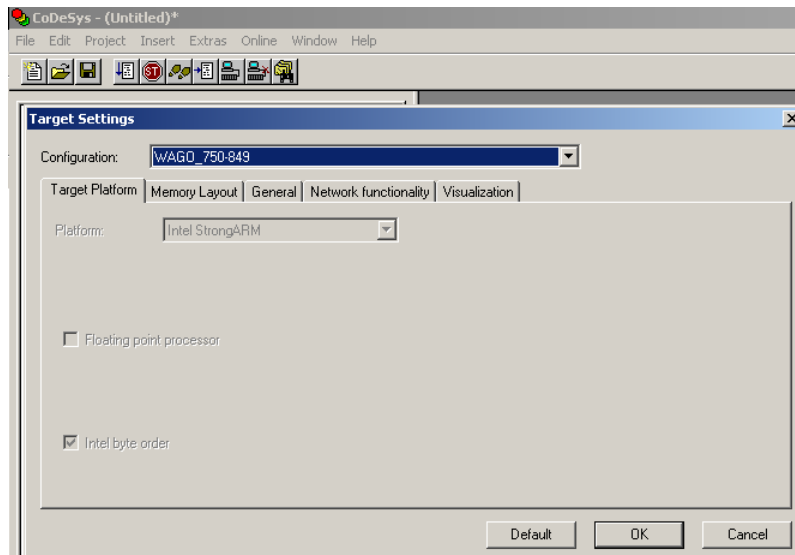 CoDeSys - (Untitled)*
File Edit Project Insert Extras Online Window Help
Target Settings
Configuration: WAGO_750-849
Target Platform Memory Layout General Network functionality Visualization
Platform: Intel StrongARM
Floating point processor
Intel byte order
Default OK Cancel